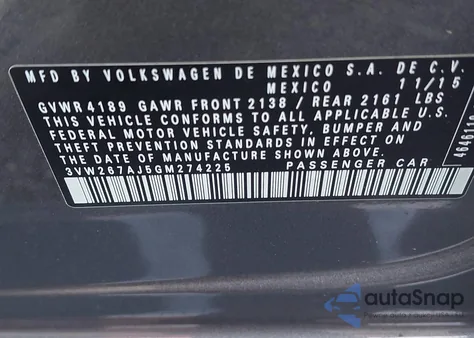 MFD BY VOLKSWAGEN DE MEXICO S.A. DE C.V.
MEXICO 11/15
GVWR 4189 GAWR FRONT 2138 / REAR 2161 LBS
THIS VEHICLE CONFORMS TO ALL APPLICABLE U.S.
FEDERAL MOTOR VEHICLE SAFETY, BUMPER AND
THEFT PREVENTION STANDARDS IN EFFECT ON
THE DATE OF MANUFACTURE SHOWN ABOVE.
3VW267AJ5GM274225 PASSENGER CAR
autoSnap